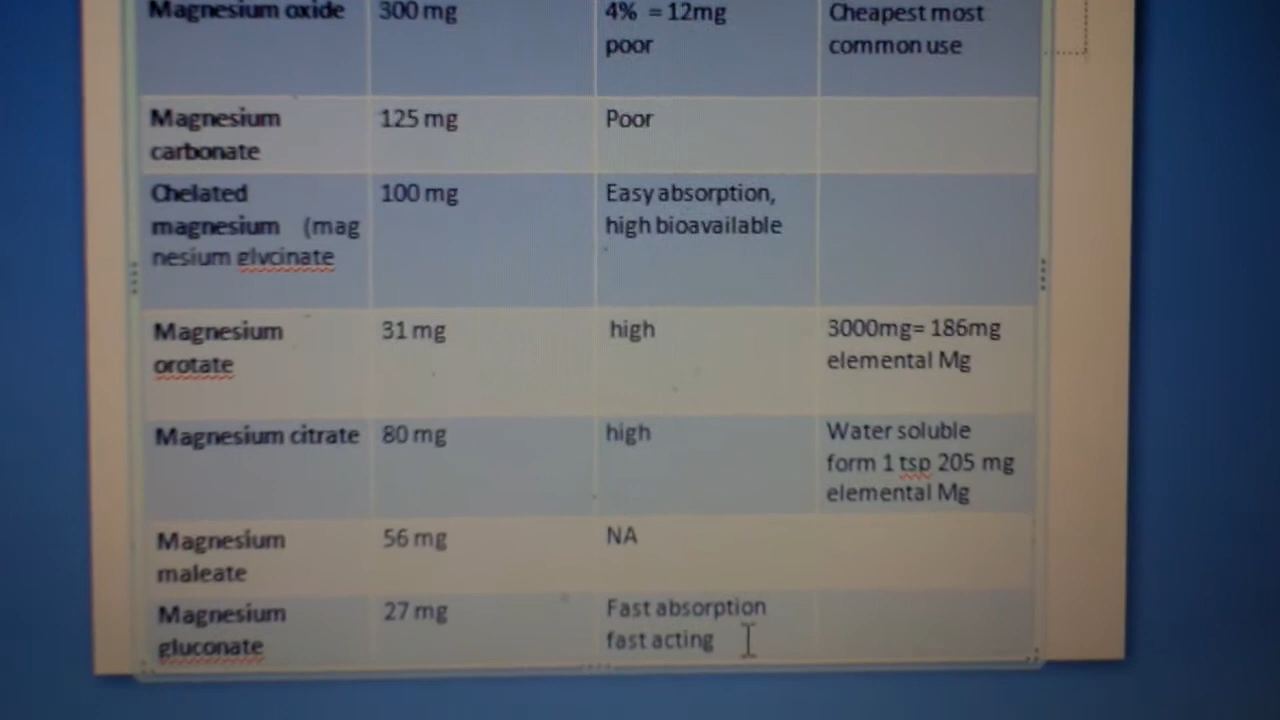 Magnesium oxide 300 mg 4% = 12mg Cheapest most
poor common use
Magnesium 125 mg Poor
carbonate
Chelated 100 mg Easy absorption,
magnesium (mag high bioavailable
nesium glycinate
Magnesium 31 mg high 3000mg= 186mg
orotate elemental Mg
Magnesium citrate 80 mg high Water soluble
form 1 tsp 205 mg
elemental Mg
Magnesium 56 mg NA
maleate
Magnesium 27 mg Fast absorption
gluconate fast acting